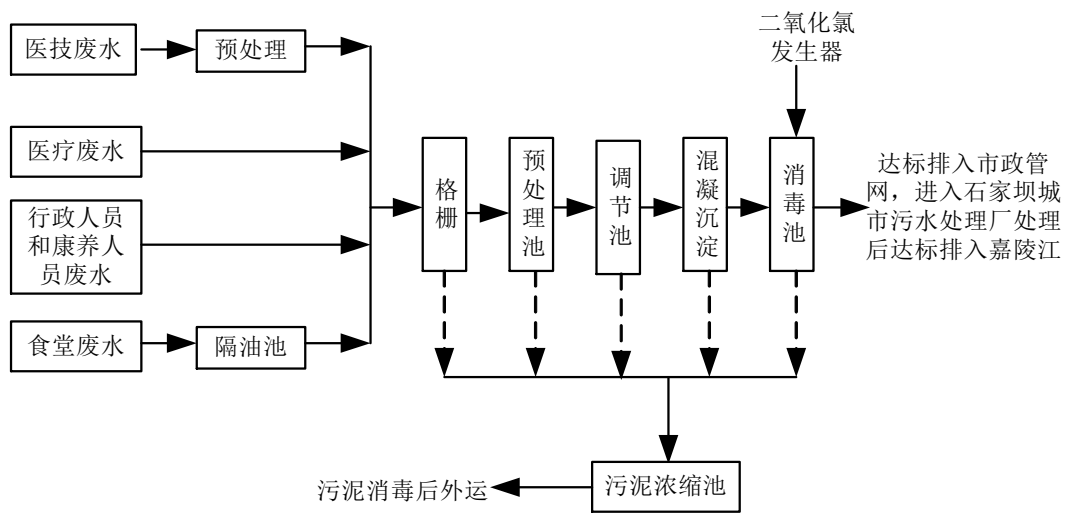 二氧化氯
发生器
医技废水
预处理
医疗废水
行政人员
和康养人
员废水
食堂废水
隔油池
格栅
预处理池
调节池
混凝沉淀
消毒池
达标排入市政管
网，进入石家坝城
市污水处理厂处理
后达标排入嘉陵江
污泥浓缩池
污泥消毒后外运